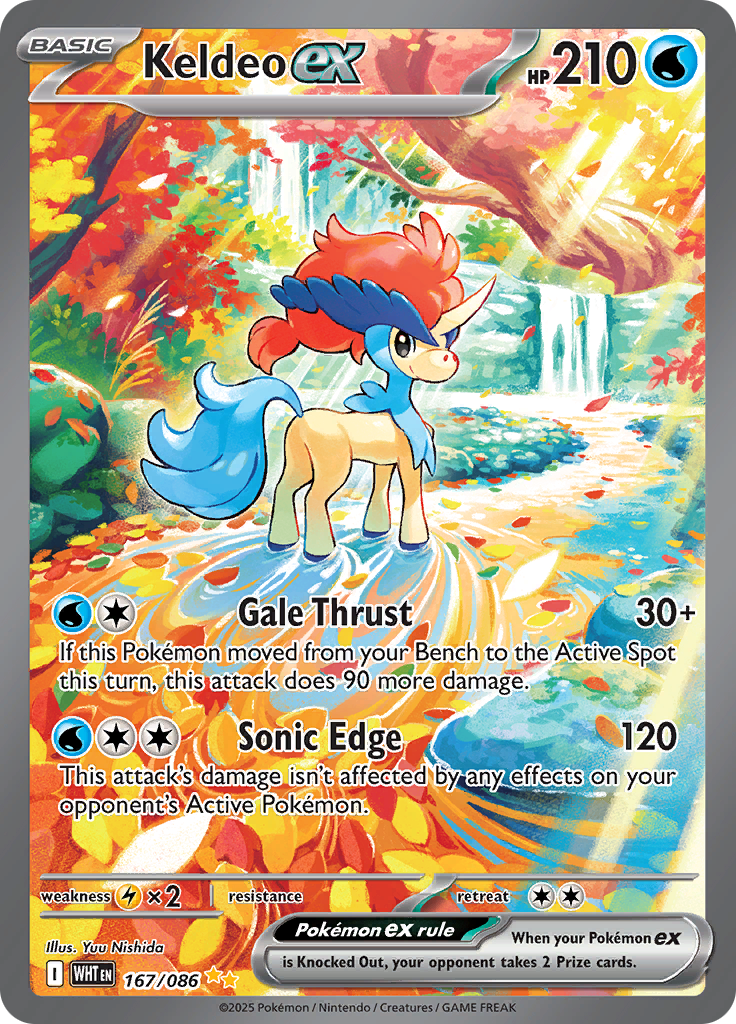 BASIC
Keldeo ex
HP 210
Gale Thrust 30+
If this Pokémon moved from your Bench to the Active Spot
this turn, this attack does 90 more damage.
Sonic Edge 120
This attack's damage isn't affected by any effects on your
opponent's Active Pokémon.
weakness ×2 resistance retreat
Illus. Yuu Nishida
Pokémon ex rule
When your Pokémon ex
is Knocked Out, your opponent takes 2 Prize cards.
I WHT EN 167/086
©2025 Pokémon / Nintendo / Creatures / GAME FREAK